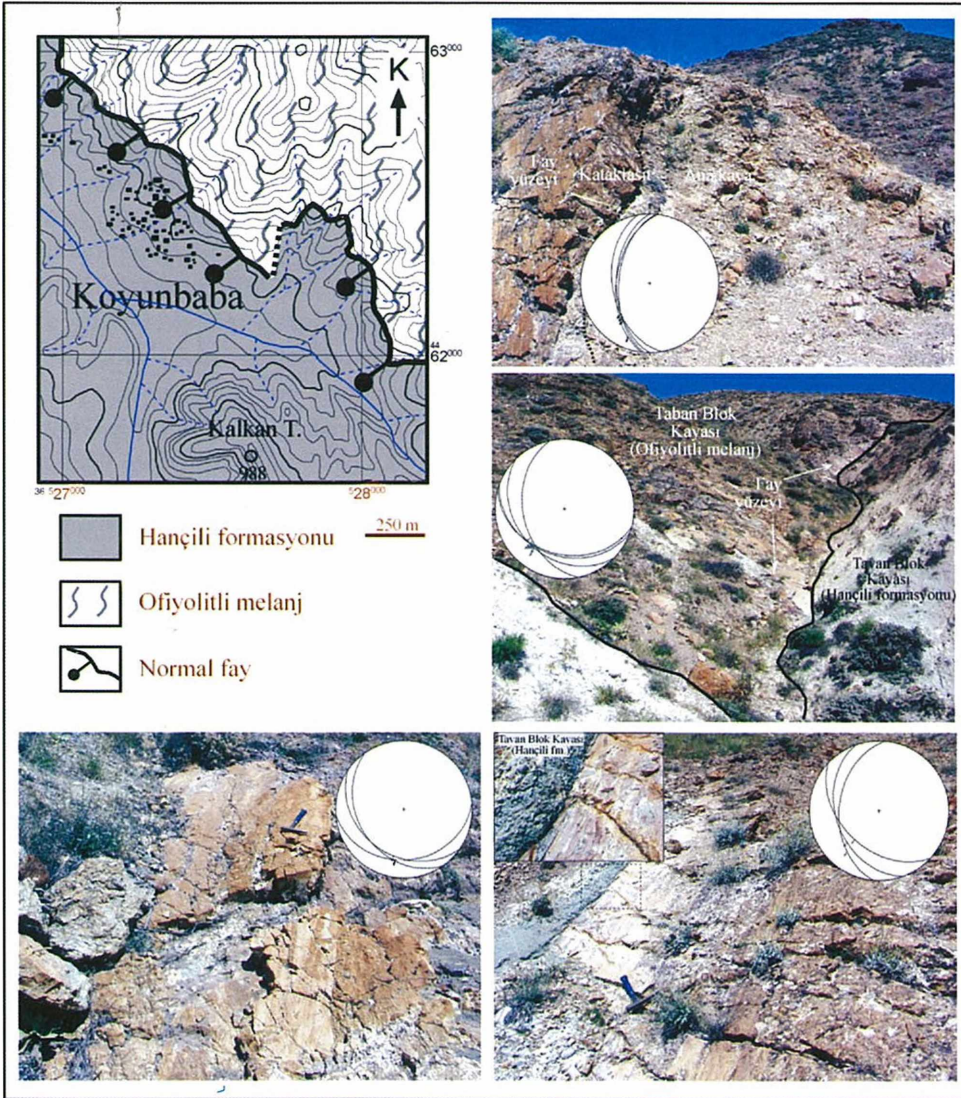 63000
K
Koyunbaba
44
62000
Kalkan T.
988
36 527000
528000
Hançili formasyonu
250 m
Ofiyolitli melanj
Normal fay
Fay
yüzeyi
Kataklasit
Ana kaya
Taban Blok
Kayası
(Ofiyolitli melanj)
Fay
yüzeyi
Tavan Blok
Kayası
(Hançili formasyonu)
Tavan Blok Kayası
(Hançili fm.)